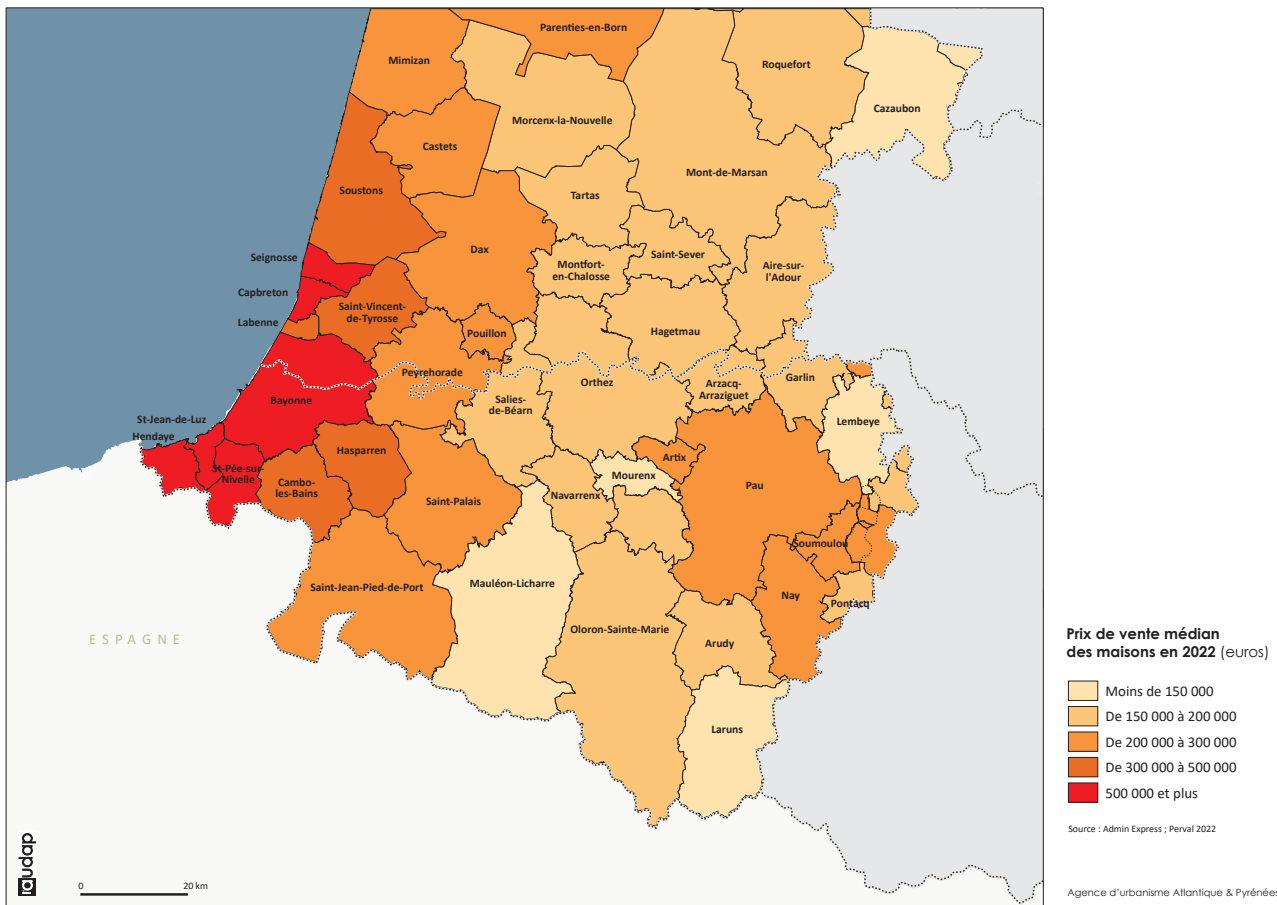 Parenties-en-Born
Mimizan
Roquefort
Cazaubon
Morcenx-la-Nouvelle
Castets
Mont-de-Marsan
Soustons
Tartas
Dax
Seignosse
Saint-Sever
Montfort-
en-Chalosse
Aire-sur-
l'Adour
Capbreton
Saint-Vincent-
de-Tyrosse
Labenne
Pouillon
Hagetmau
Peyrehorade
Orthez
Arzacq-
Arraziguet
Garlin
Bayonne
Salies-
de-Béarn
St-Jean-de-Luz
Hendaye
Lembeye
Hasparren
Artix
St-Pée-sur-
Nivelle
Mourenx
Cambo-
les-Bains
Saint-Palais
Navarrenx
Pau
Soumoulou
Saint-Jean-Pied-de-Port
Mauléon-Licharre
Nay
Pontacq
Oloron-Sainte-Marie
Arudy
ESPAGNE
Laruns
Prix de vente médian
des maisons en 2022 (euros)
Moins de 150 000
De 150 000 à 200 000
De 200 000 à 300 000
De 300 000 à 500 000
500 000 et plus
Source : Admin Express ; Perval 2022
audap
0 20 km
Agence d'urbanisme Atlantique & Pyrénées